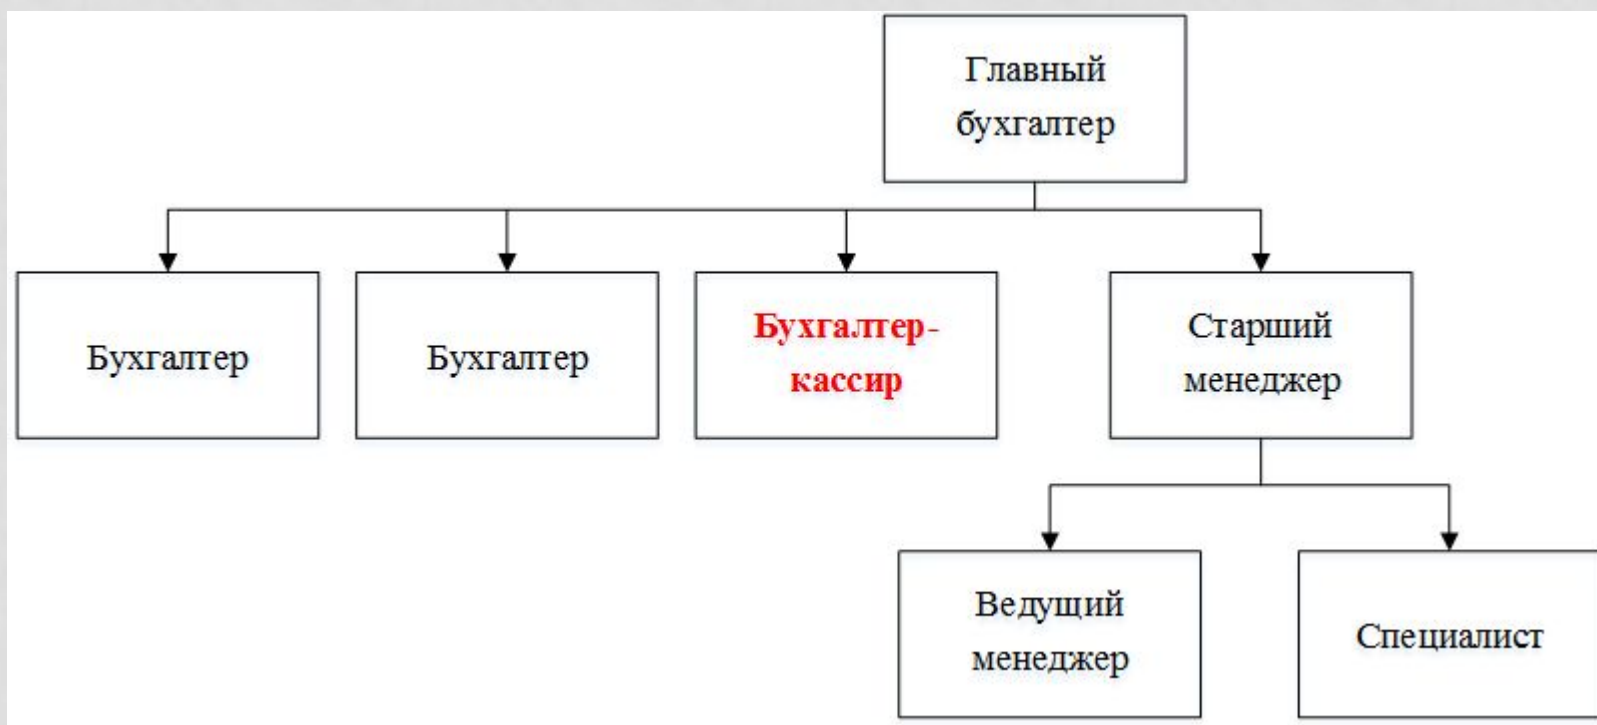 Главный
бухгалтер
Бухгалтер
Бухгалтер
Бухгалтер-
кассир
Старший
менеджер
Ведущий
менеджер
Специалист